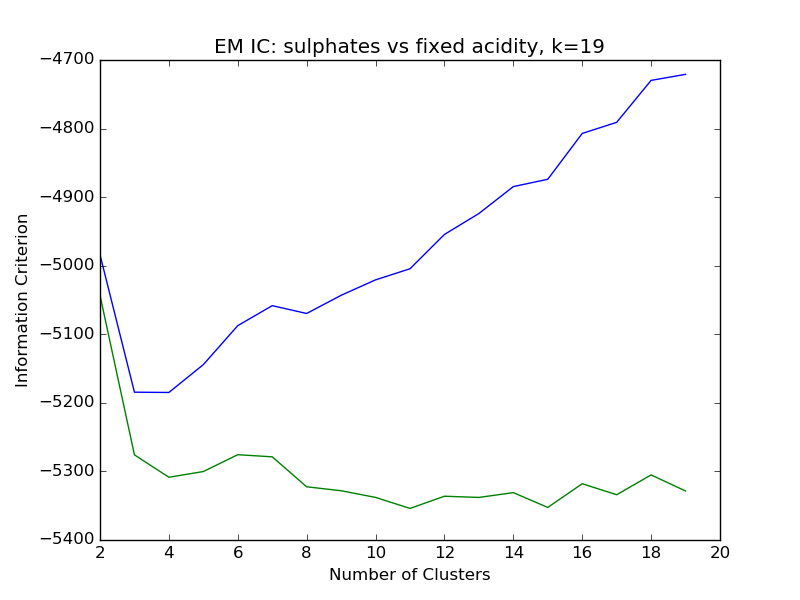 EM IC: sulphates vs fixed acidity, k=19
−4700
−4800
−4900
−5000
−5100
−5200
−5300
−5400
Information Criterion
2 4 6 8 10 12 14 16 18 20
Number of Clusters